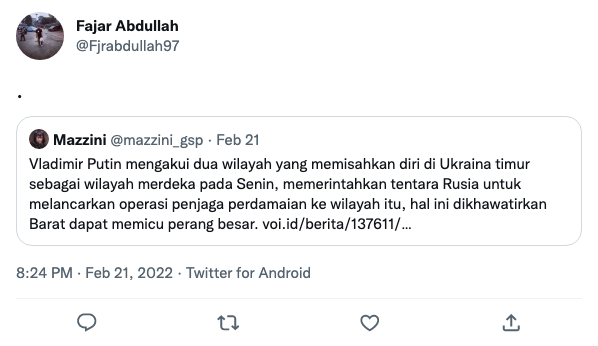 Fajar Abdullah
@Fjrabdullah97
.
Mazzini @mazzini_gsp · Feb 21
Vladimir Putin mengakui dua wilayah yang memisahkan diri di Ukraina timur
sebagai wilayah merdeka pada Senin, memerintahkan tentara Rusia untuk
melancarkan operasi penjaga perdamaian ke wilayah itu, hal ini dikhawatirkan
Barat dapat memicu perang besar. voi.id/berita/137611/…
8:24 PM · Feb 21, 2022 · Twitter for Android